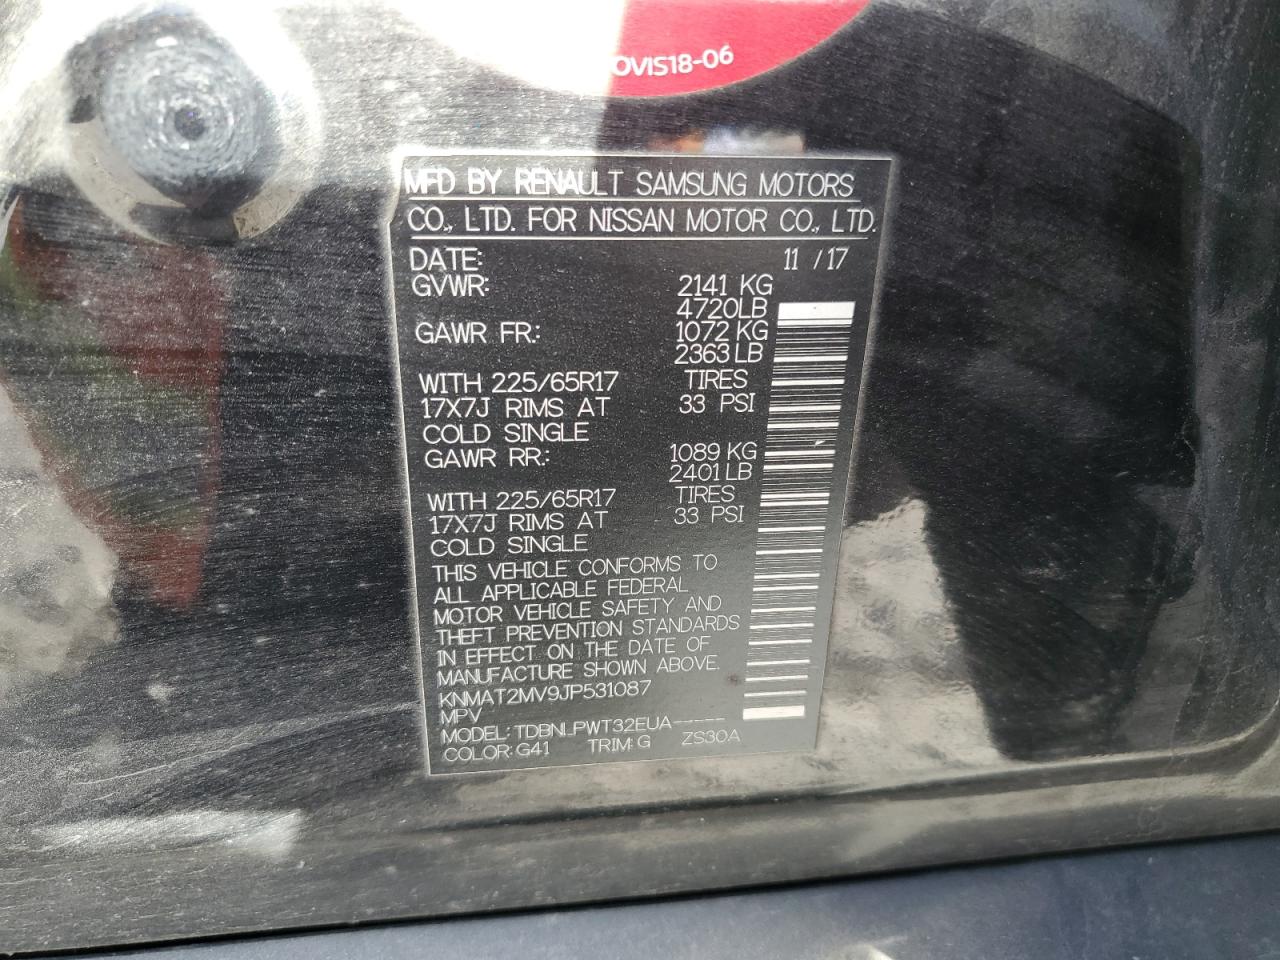 OVIS18-06
MFD BY RENAULT SAMSUNG MOTORS
CO., LTD. FOR NISSAN MOTOR CO., LTD.
DATE: 11 /17
GVWR: 2141 KG
4720LB
GAWR FR.: 1072 KG
2363 LB
WITH 225/65R17 TIRES
17X7J RIMS AT 33 PSI
COLD SINGLE
GAWR RR.: 1089 KG
2401 LB
WITH 225/65R17 TIRES
17X7J RIMS AT 33 PSI
COLD SINGLE
THIS VEHICLE CONFORMS TO
ALL APPLICABLE FEDERAL
MOTOR VEHICLE SAFETY AND
THEFT PREVENTION STANDARDS
IN EFFECT ON THE DATE OF
MANUFACTURE SHOWN ABOVE.
KNMAT2MV9JP531087
MPV
MODEL: TDBNLPWT32EUA-----
COLOR: G41 TRIM: G ZS30A